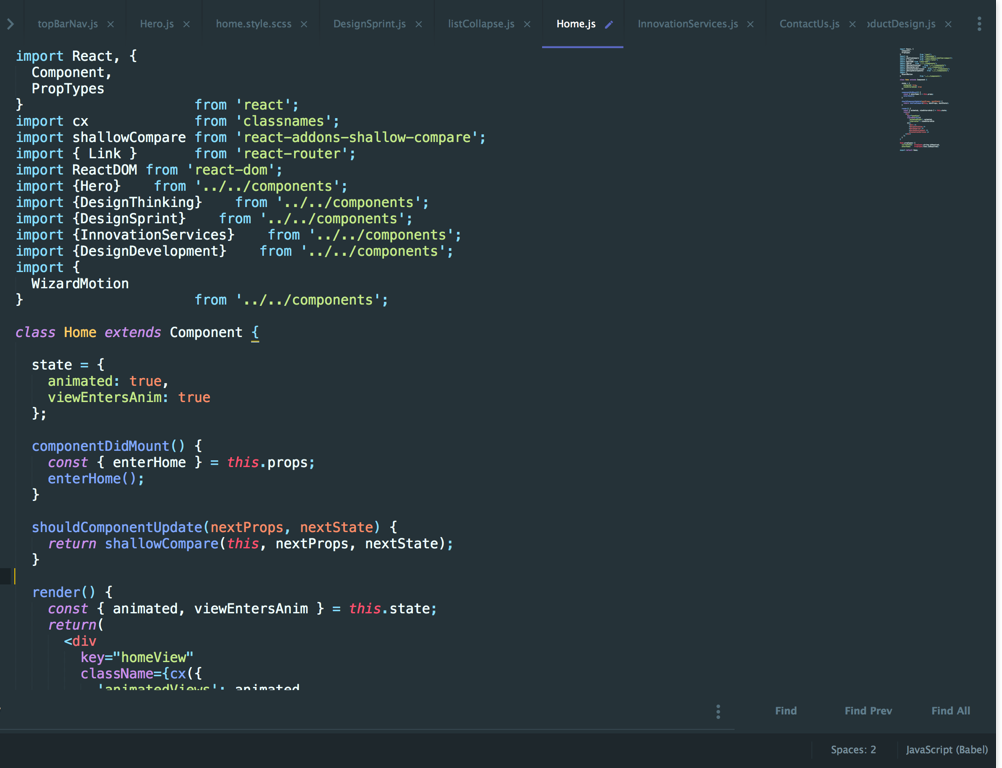 topBarNav.js × Hero.js × home.style.scss × DesignSprint.js × listCollapse.js × Home.js InnovationServices.js × ContactUs.js × ductDesign.js ×
import React, {
  Component,
  PropTypes
}                     from 'react';
import cx             from 'classnames';
import shallowCompare from 'react-addons-shallow-compare';
import { Link }       from 'react-router';
import ReactDOM from 'react-dom';
import {Hero}    from '../../components';
import {DesignThinking}    from '../../components';
import {DesignSprint}    from '../../components';
import {InnovationServices}    from '../../components';
import {DesignDevelopment}    from '../../components';
import {
  WizardMotion
}                     from '../../components';
class Home extends Component {
  state = {
    animated: true,
    viewEntersAnim: true
  };
  componentDidMount() {
    const { enterHome } = this.props;
    enterHome();
  }
  shouldComponentUpdate(nextProps, nextState) {
    return shallowCompare(this, nextProps, nextState);
  }
  render() {
    const { animated, viewEntersAnim } = this.state;
    return(
      <div
        key="homeView"
        className={cx({
          'animatedViews': animated
Find Find Prev Find All
Spaces: 2 JavaScript (Babel)